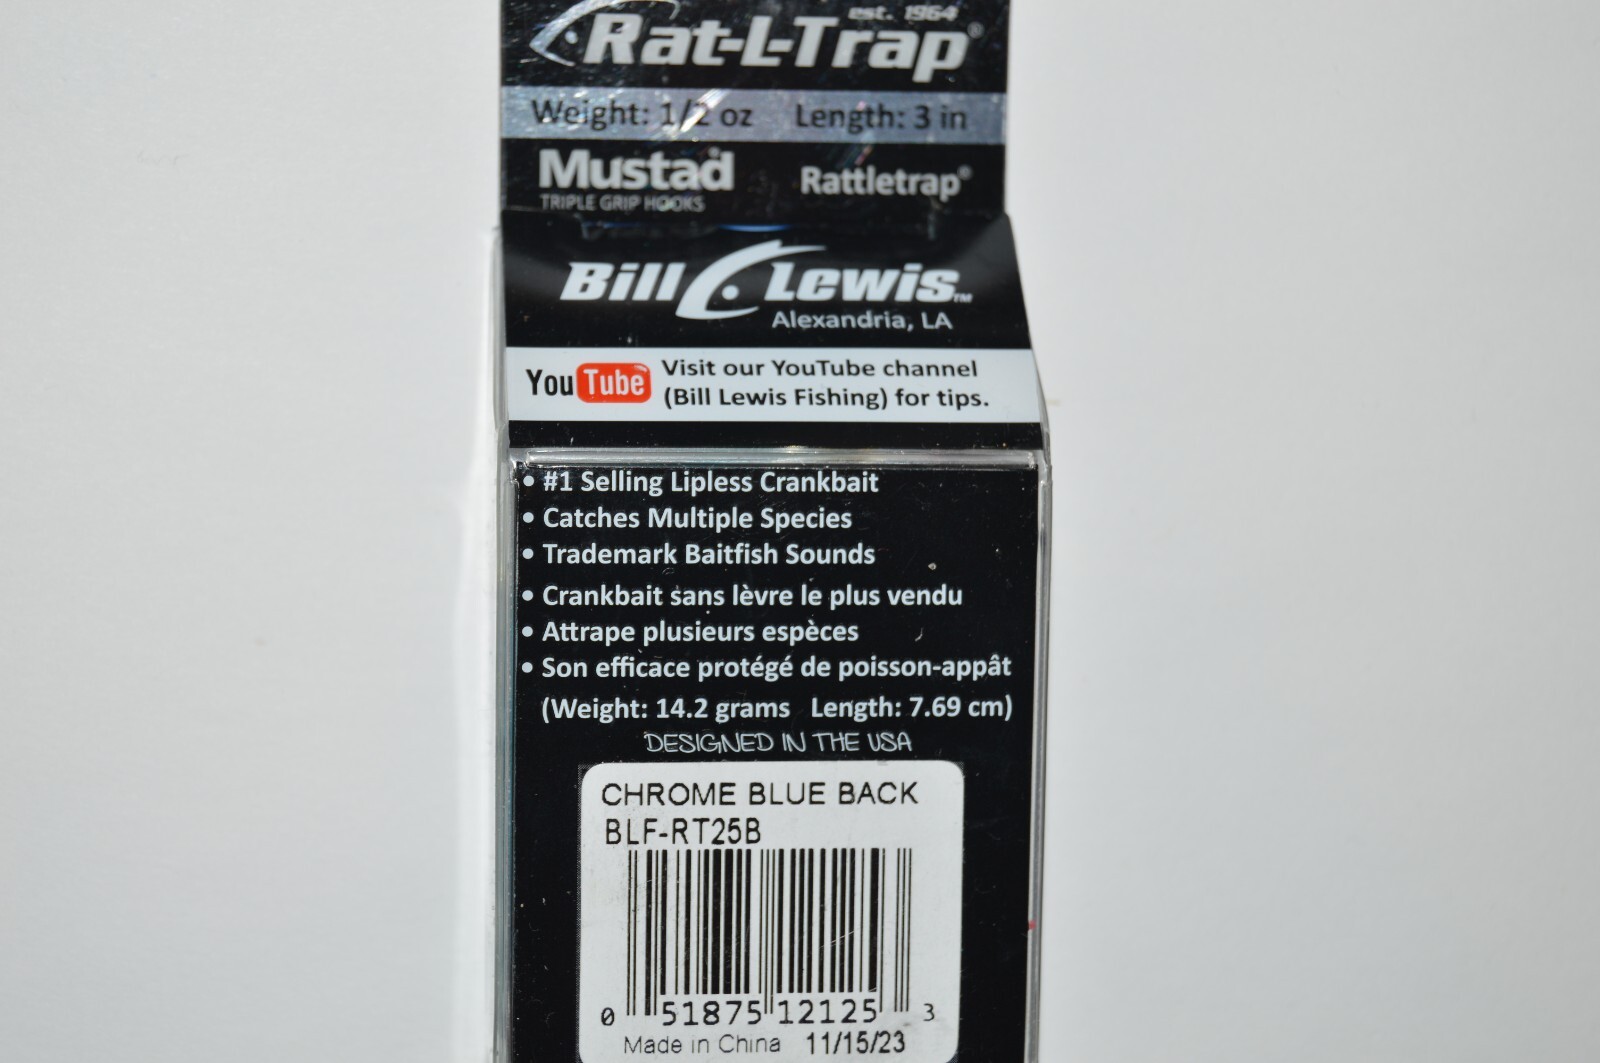 est. 1964
Rat-L-Trap®
Weight: 1/2 oz Length: 3 in
Mustad Rattletrap®
TRIPLE GRIP HOOKS
Bill Lewis™
Alexandria, LA
YouTube Visit our YouTube channel
(Bill Lewis Fishing) for tips.
• #1 Selling Lipless Crankbait
• Catches Multiple Species
• Trademark Baitfish Sounds
• Crankbait sans lèvre le plus vendu
• Attrape plusieurs espèces
• Son efficace protégé de poisson-appât
(Weight: 14.2 grams Length: 7.69 cm)
DESIGNED IN THE USA
CHROME BLUE BACK
BLF-RT25B
0 51875 12125 3
Made in China 11/15/23